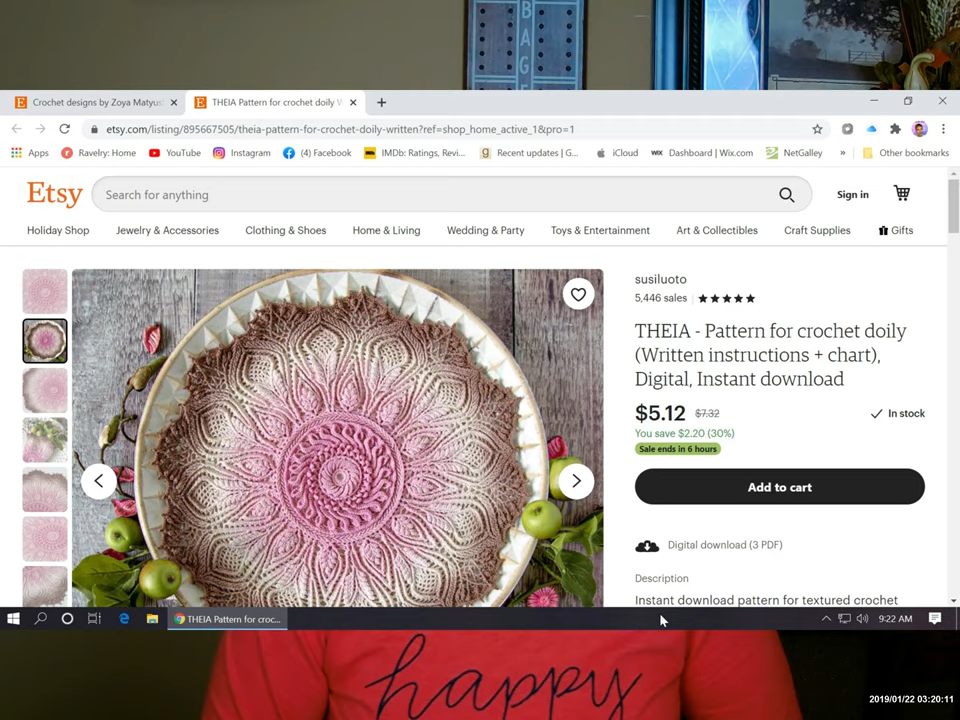 BAG
Crochet designs by Zoya Matyus
THEIA Pattern for crochet doily W
etsy.com/listing/895667505/theia-pattern-for-crochet-doily-written?ref=shop_home_active_1&pro=1
Apps
Ravelry: Home
YouTube
Instagram
(4) Facebook
IMDb: Ratings, Revi...
Recent updates | G...
iCloud
WIX
Dashboard | Wix.com
NetGalley
»
Other bookmarks
Etsy
Search for anything
Sign in
Holiday Shop
Jewelry & Accessories
Clothing & Shoes
Home & Living
Wedding & Party
Toys & Entertainment
Art & Collectibles
Craft Supplies
Gifts
susiluoto
5,446 sales
THEIA - Pattern for crochet doily
(Written instructions + chart),
Digital, Instant download
$5.12 $7.32
In stock
You save $2.20 (30%)
Sale ends in 6 hours
Add to cart
Digital download (3 PDF)
Description
Instant download pattern for textured crochet
THEIA Pattern for croc...
9:22 AM
happy
2019/01/22 03:20:11